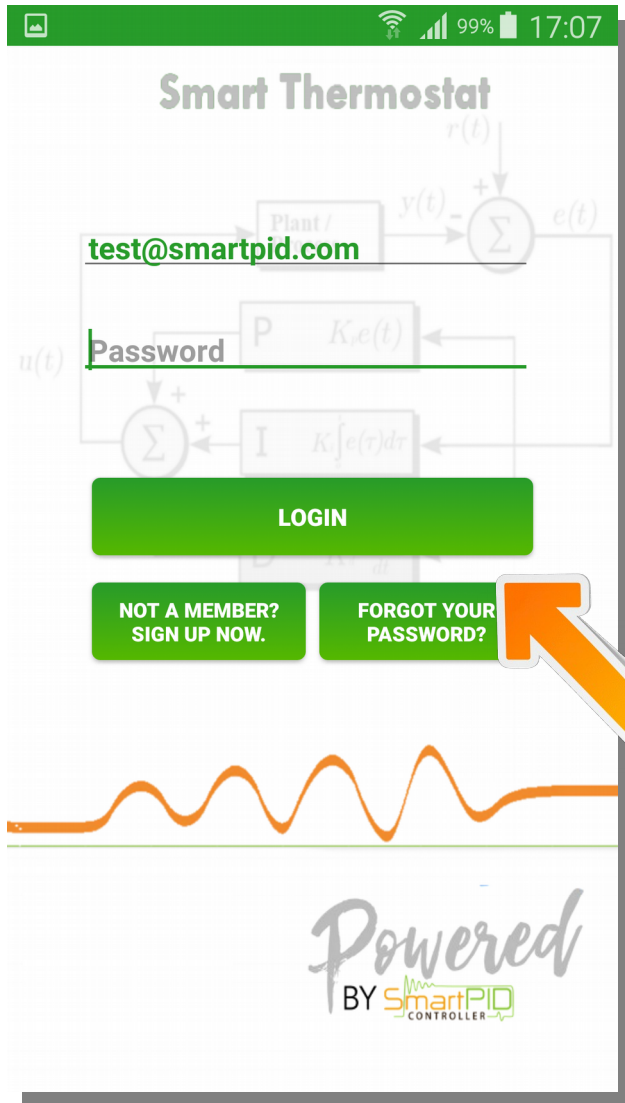 99% 17:07
Smart Thermostat
r(t)
Plant /
y(t)
+
-
Σ
e(t)
test@smartpid.com
P
Password
u(t)
+
+
Σ
I
LOGIN
NOT A MEMBER?
SIGN UP NOW.
FORGOT YOUR
PASSWORD?
Powered
BY SmartPID
CONTROLLER